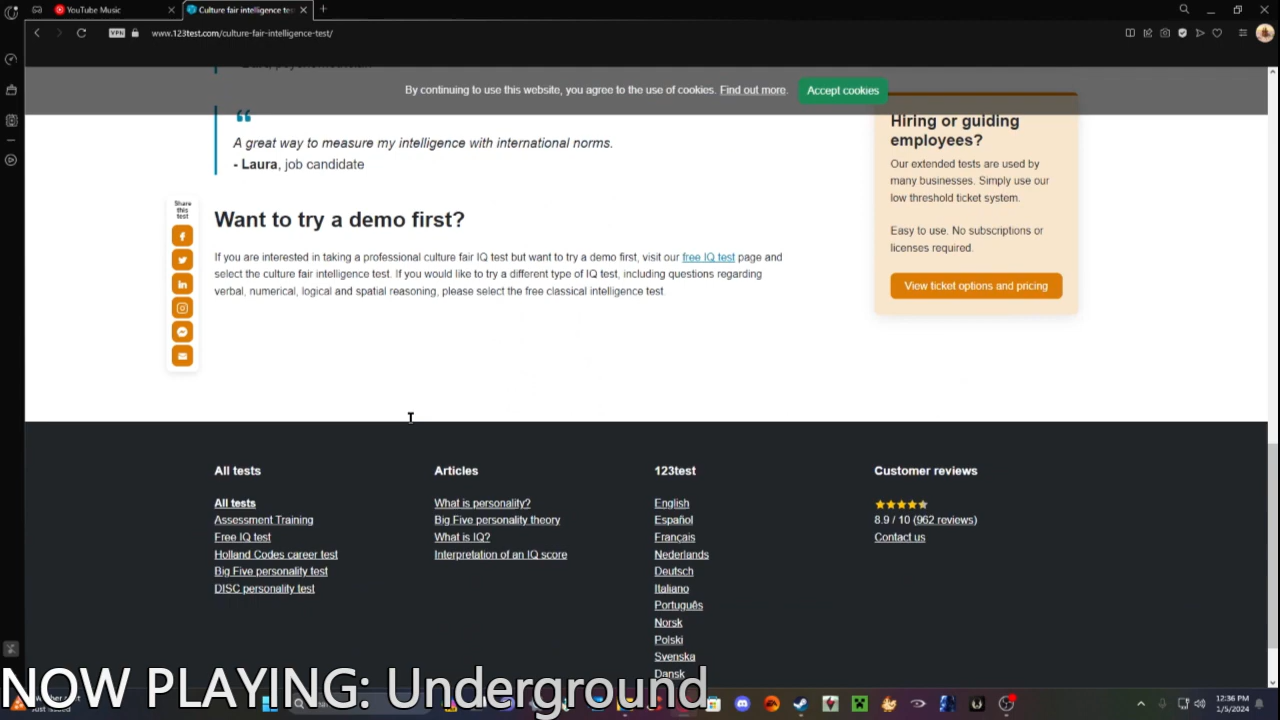 YouTube Music
Culture fair intelligence te
VPN
www.123test.com/culture-fair-intelligence-test/
By continuing to use this website, you agree to the use of cookies. Find out more.
Accept cookies
A great way to measure my intelligence with international norms.
- Laura, job candidate
Share
this
test
Want to try a demo first?
If you are interested in taking a professional culture fair IQ test but want to try a demo first, visit our free IQ test page and
select the culture fair intelligence test. If you would like to try a different type of IQ test, including questions regarding
verbal, numerical, logical and spatial reasoning, please select the free classical intelligence test.
Hiring or guiding
employees?
Our extended tests are used by
many businesses. Simply use our
low threshold ticket system.
Easy to use. No subscriptions or
licenses required.
View ticket options and pricing
All tests
All tests
Assessment Training
Free IQ test
Holland Codes career test
Big Five personality test
DISC personality test
Articles
What is personality?
Big Five personality theory
What is IQ?
Interpretation of an IQ score
123test
English
Español
Français
Nederlands
Deutsch
Italiano
Português
Norsk
Polski
Svenska
Dansk
Customer reviews
8.9 / 10 (962 reviews)
Contact us
NOW PLAYING: Underground
12:36 PM
1/5/2024